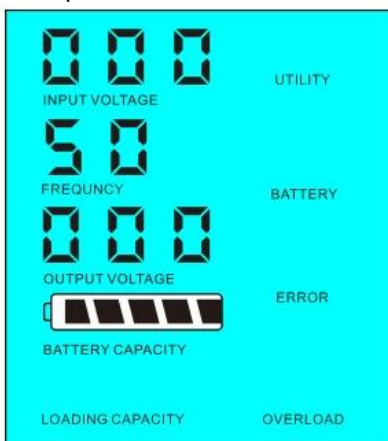 000
UTILITY
INPUT VOLTAGE
50
FREQUNCY
BATTERY
000
OUTPUT VOLTAGE
ERROR
BATTERY CAPACITY
LOADING CAPACITY OVERLOAD